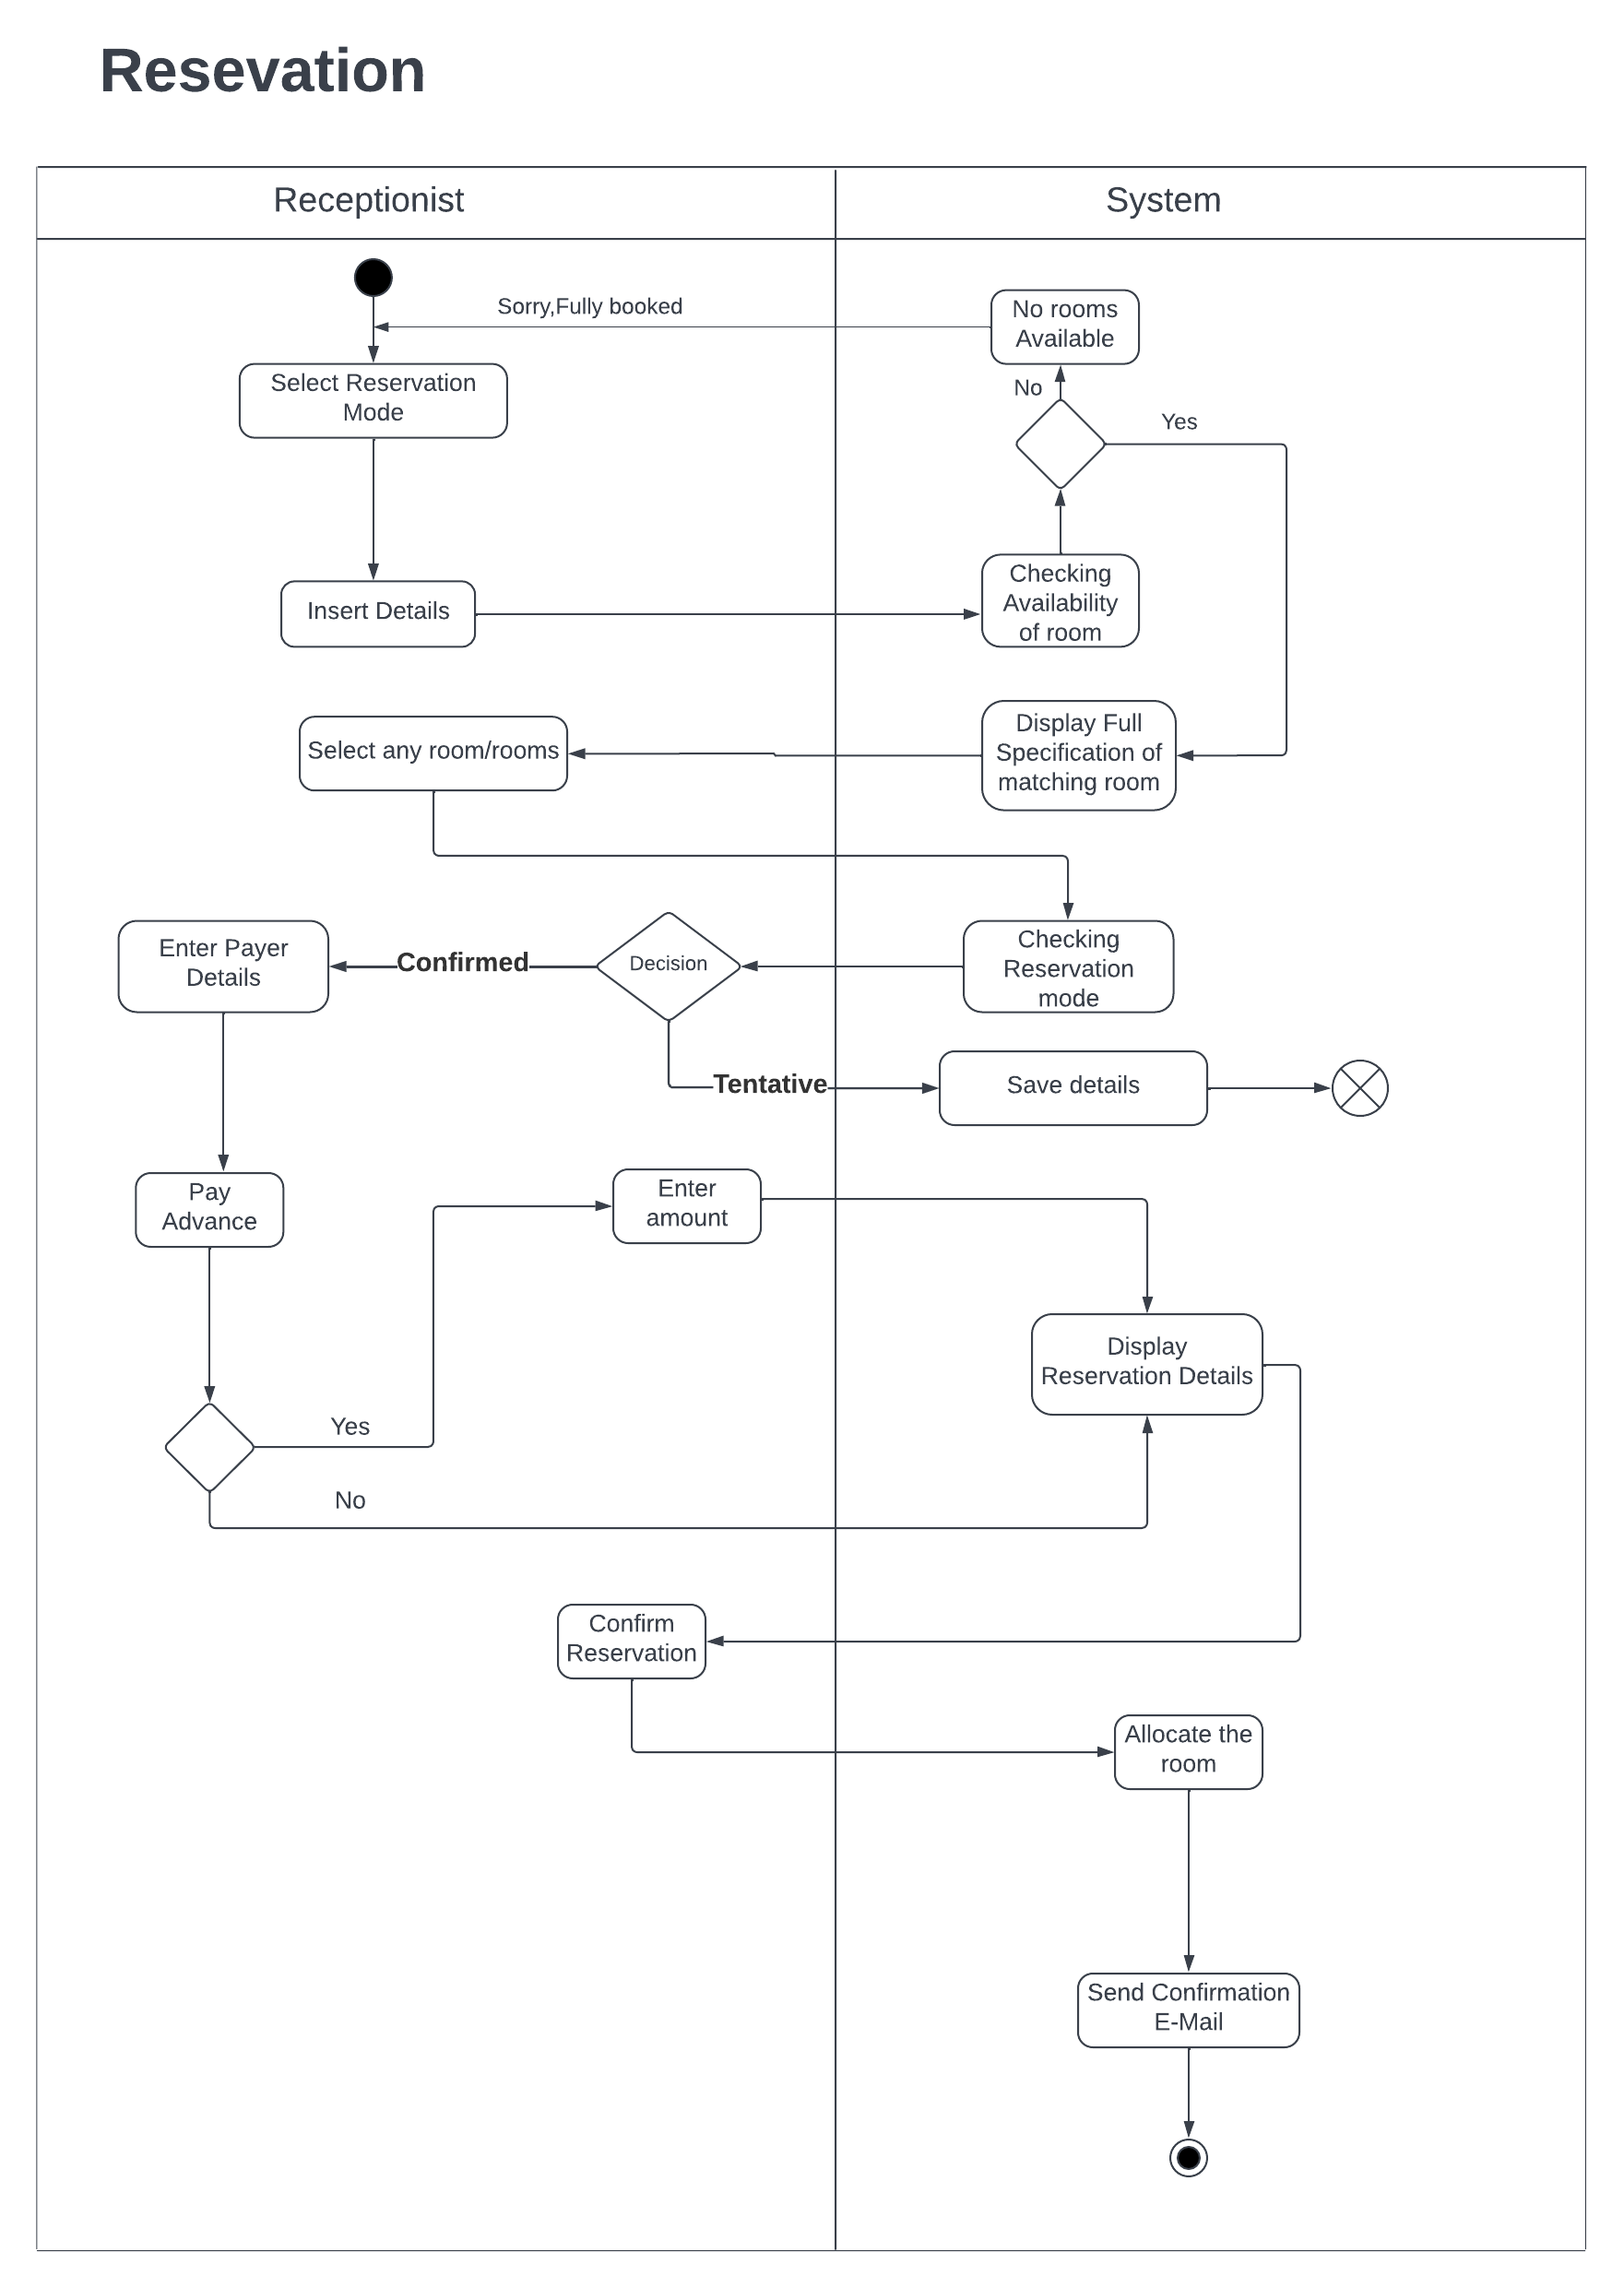 Resevation
Receptionist
System
Sorry,Fully booked
No rooms
Available
No
Yes
Select Reservation
Mode
Insert Details
Checking
Availability
of room
Select any room/rooms
Display Full
Specification of
matching room
Enter Payer
Details
Confirmed
Decision
Checking
Reservation
mode
Tentative
Save details
Pay
Advance
Enter
amount
Display
Reservation Details
Yes
No
Confirm
Reservation
Allocate the
room
Send Confirmation
E-Mail